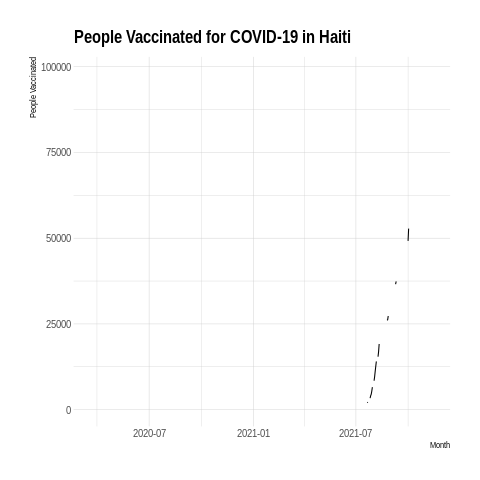 People Vaccinated for COVID-19 in Haiti
People Vaccinated
100000
75000
50000
25000
0
2020-07
2021-01
2021-07
Month